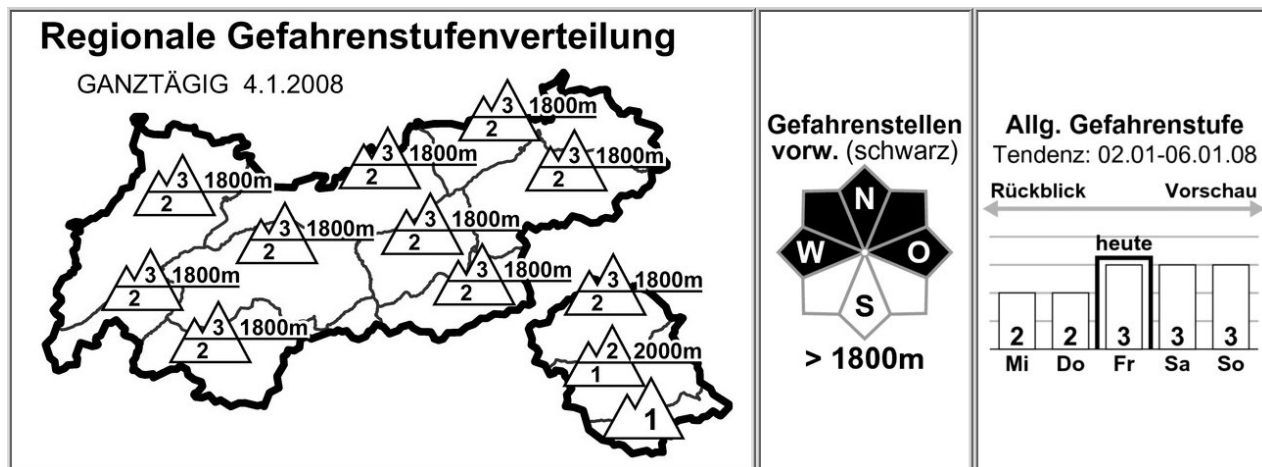 Regionale Gefahrenstufenverteilung
GANZTÄGIG 4.1.2008
3 1800m
2
3 1800m
2
3 1800m
2
3 1800m
2
3 1800m
2
3 1800m
2
3 1800m
2
3 1800m
2
3 1800m
2
3 1800m
2
2 2000m
1
1
Gefahrenstellen
vorw. (schwarz)
N
W O
S
> 1800m
Allg. Gefahrenstufe
Tendenz: 02.01-06.01.08
Rückblick Vorschau
heute
2 2 3 3 3
Mi Do Fr Sa So